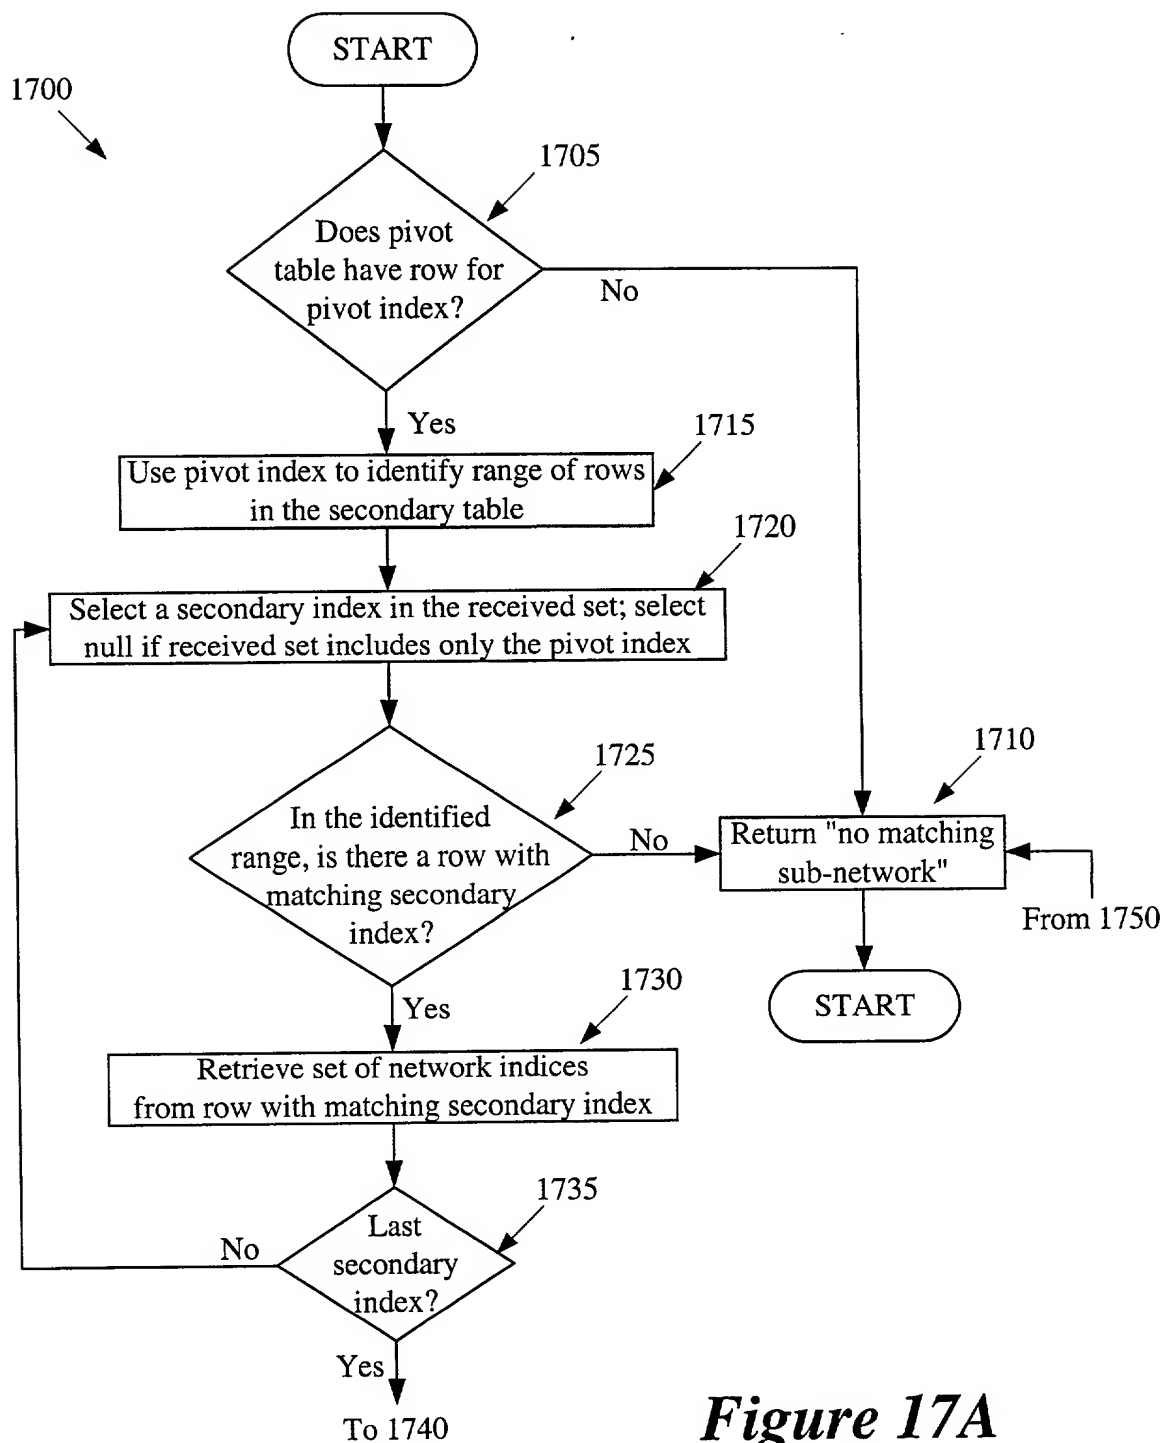 START
1700
1705
Does pivot
table have row for
pivot index?
No
Yes
1715
Use pivot index to identify range of rows
in the secondary table
1720
Select a secondary index in the received set; select
null if received set includes only the pivot index
1725
In the identified
range, is there a row with
matching secondary
index?
No
1710
Return "no matching
sub-network"
From 1750
START
Yes
1730
Retrieve set of network indices
from row with matching secondary index
1735
Last
secondary
index?
No
Yes
To 1740
Figure 17A